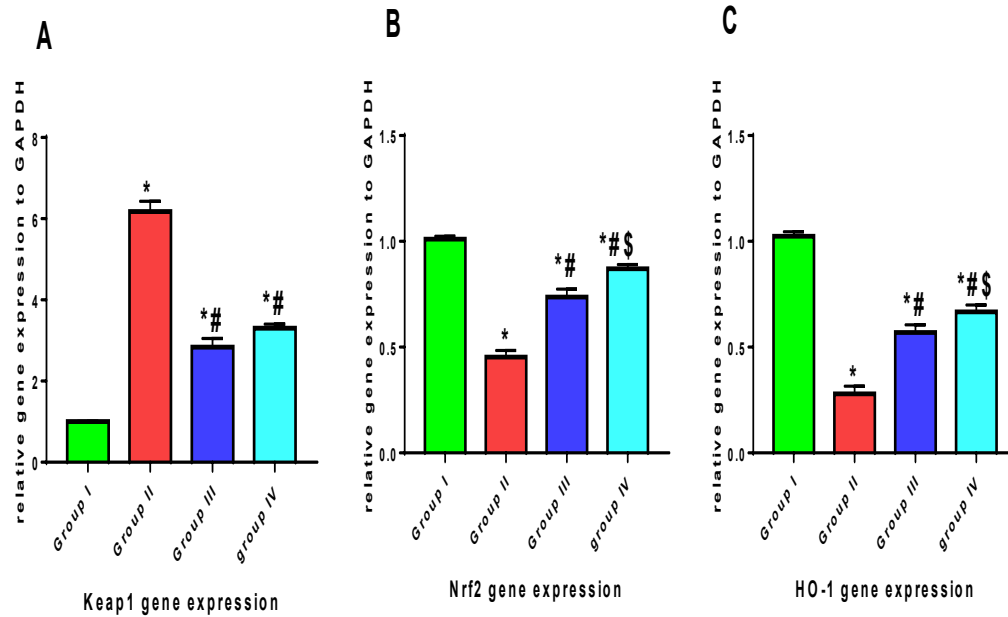 A
relative gene expression to GAPDH
8
6
4
2
0
*
*#
*#
Group I
Group II
Group III
group IV
Keap1 gene expression
B
relative gene expression to GAPDH
1.5
1.0
0.5
0.0
*
*#
*#$
Group I
Group II
Group III
group IV
Nrf2 gene expression
C
relative gene expression to GAPDH
1.5
1.0
0.5
0.0
*
*#
*#$
Group I
Group II
Group III
group IV
HO-1 gene expression